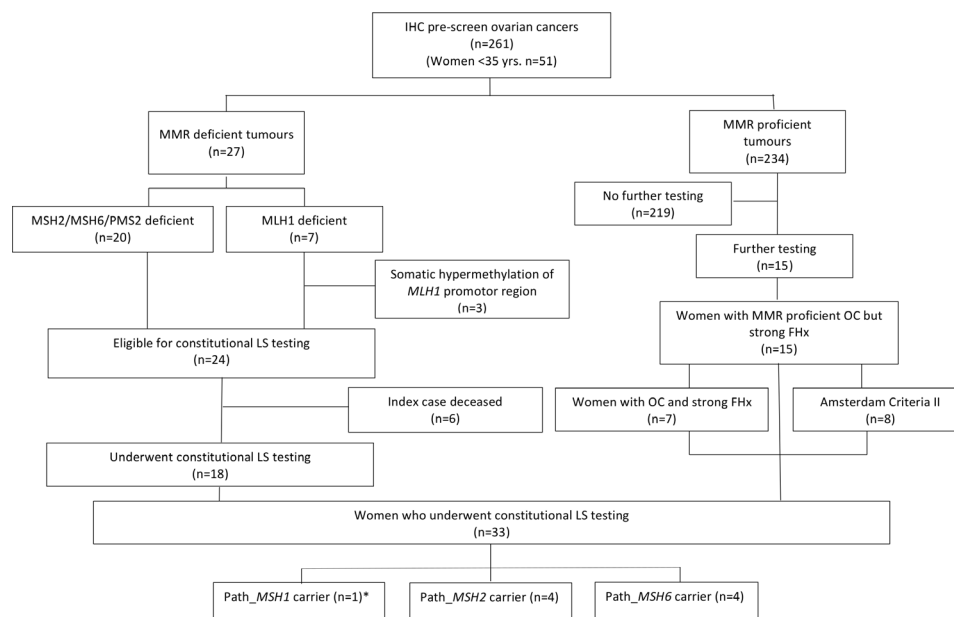 IHC pre-screen ovarian cancers
(n=261)
(Women <35 yrs. n=51)
MMR deficient tumours
(n=27)
MMR proficient
tumours
(n=234)
No further testing
(n=219)
MSH2/MSH6/PMS2 deficient
(n=20)
MLH1 deficient
(n=7)
Further testing
(n=15)
Somatic hypermethylation of
MLH1 promotor region
(n=3)
Women with MMR proficient OC but
strong FHx
(n=15)
Eligible for constitutional LS testing
(n=24)
Index case deceased
(n=6)
Women with OC and strong FHx
(n=7)
Amsterdam Criteria II
(n=8)
Underwent constitutional LS testing
(n=18)
Women who underwent constitutional LS testing
(n=33)
Path_MSH1 carrier (n=1)*
Path_MSH2 carrier (n=4)
Path_MSH6 carrier (n=4)